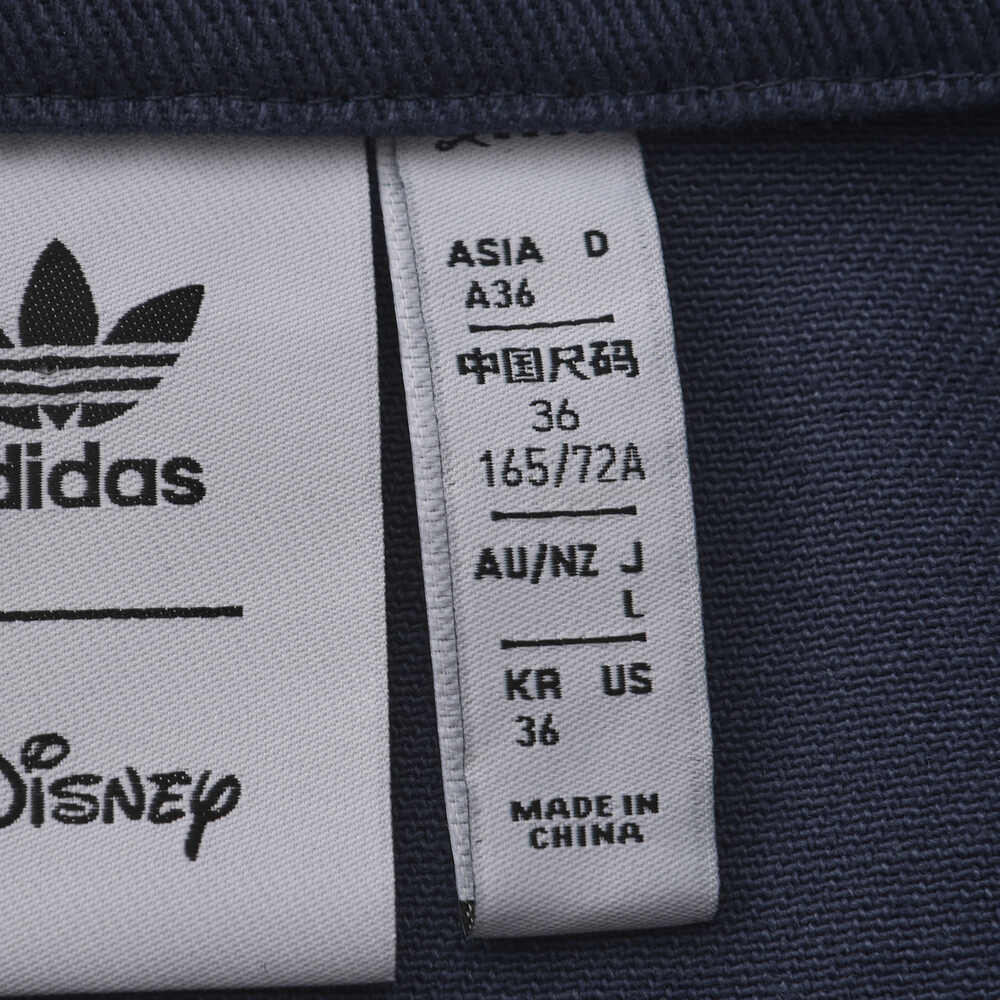 adidas
Disney
ASIA D
A36
中国尺码
36
165/72A
AU/NZ J
L
KR US
36
MADE IN
CHINA